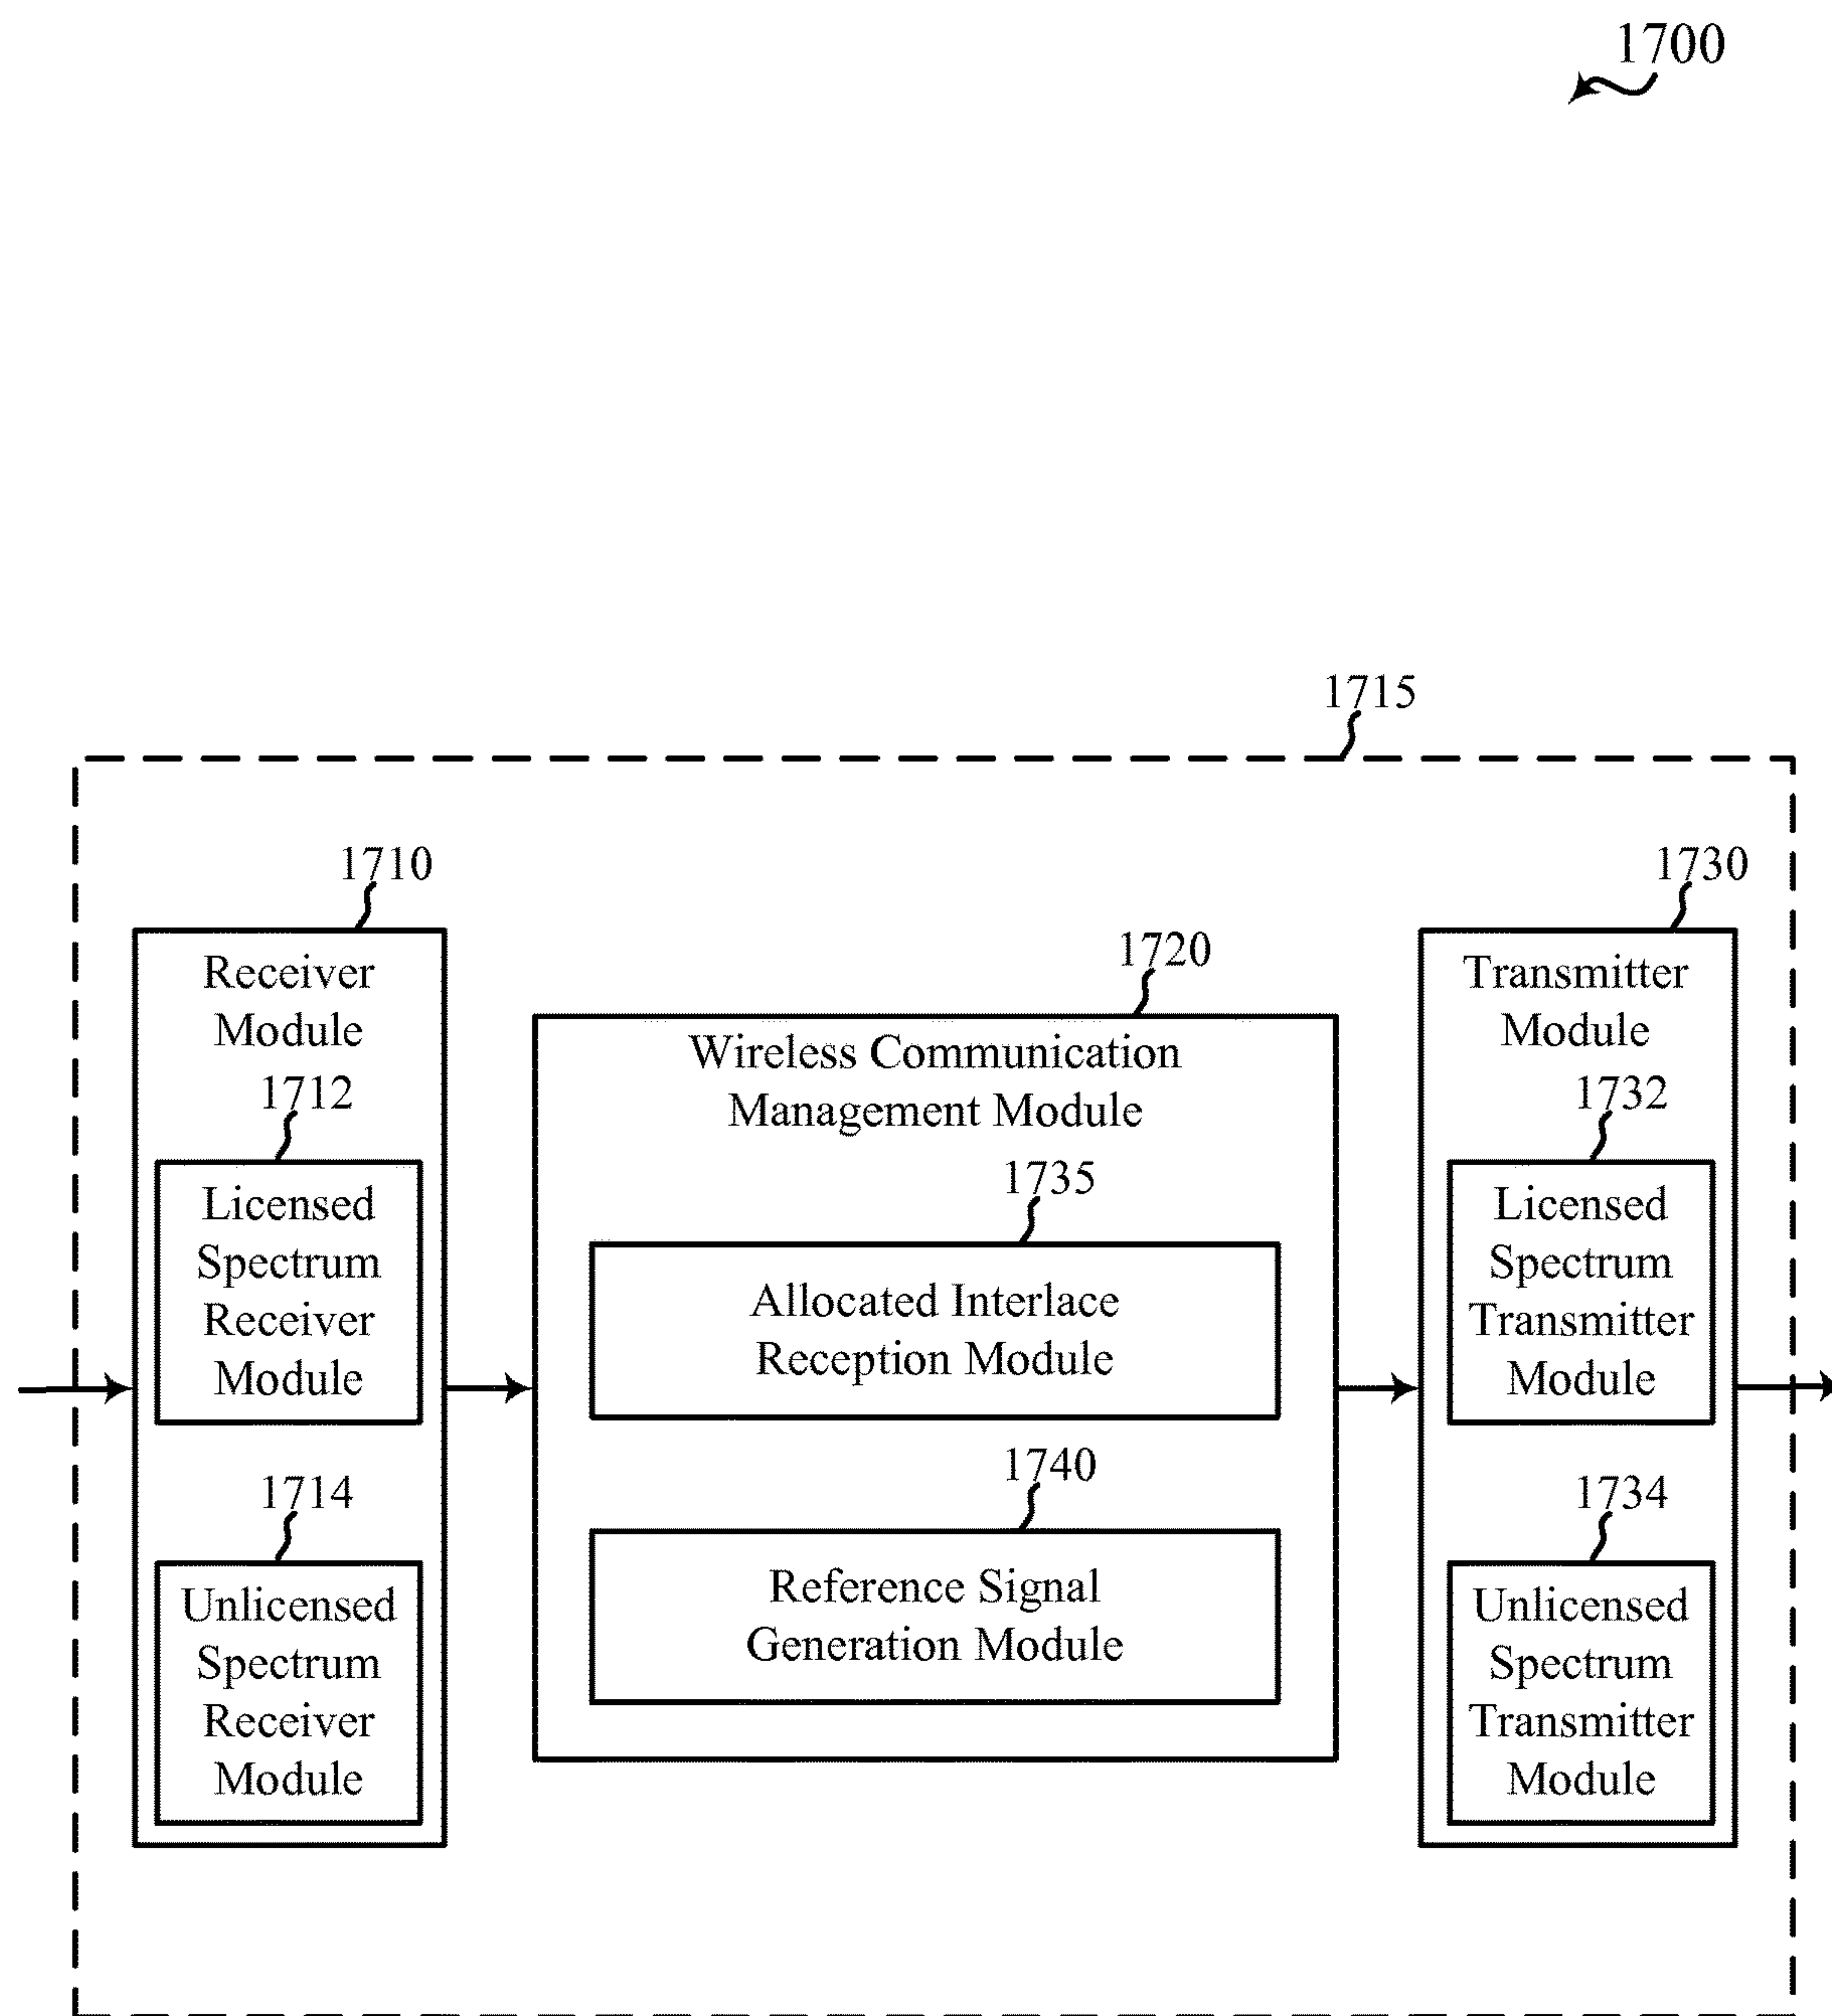 1700
1715
1710
Receiver
Module
1712
Licensed
Spectrum
Receiver
Module
1714
Unlicensed
Spectrum
Receiver
Module
1720
Wireless Communication
Management Module
1735
Allocated Interlace
Reception Module
1740
Reference Signal
Generation Module
1730
Transmitter
Module
1732
Licensed
Spectrum
Transmitter
Module
1734
Unlicensed
Spectrum
Transmitter
Module